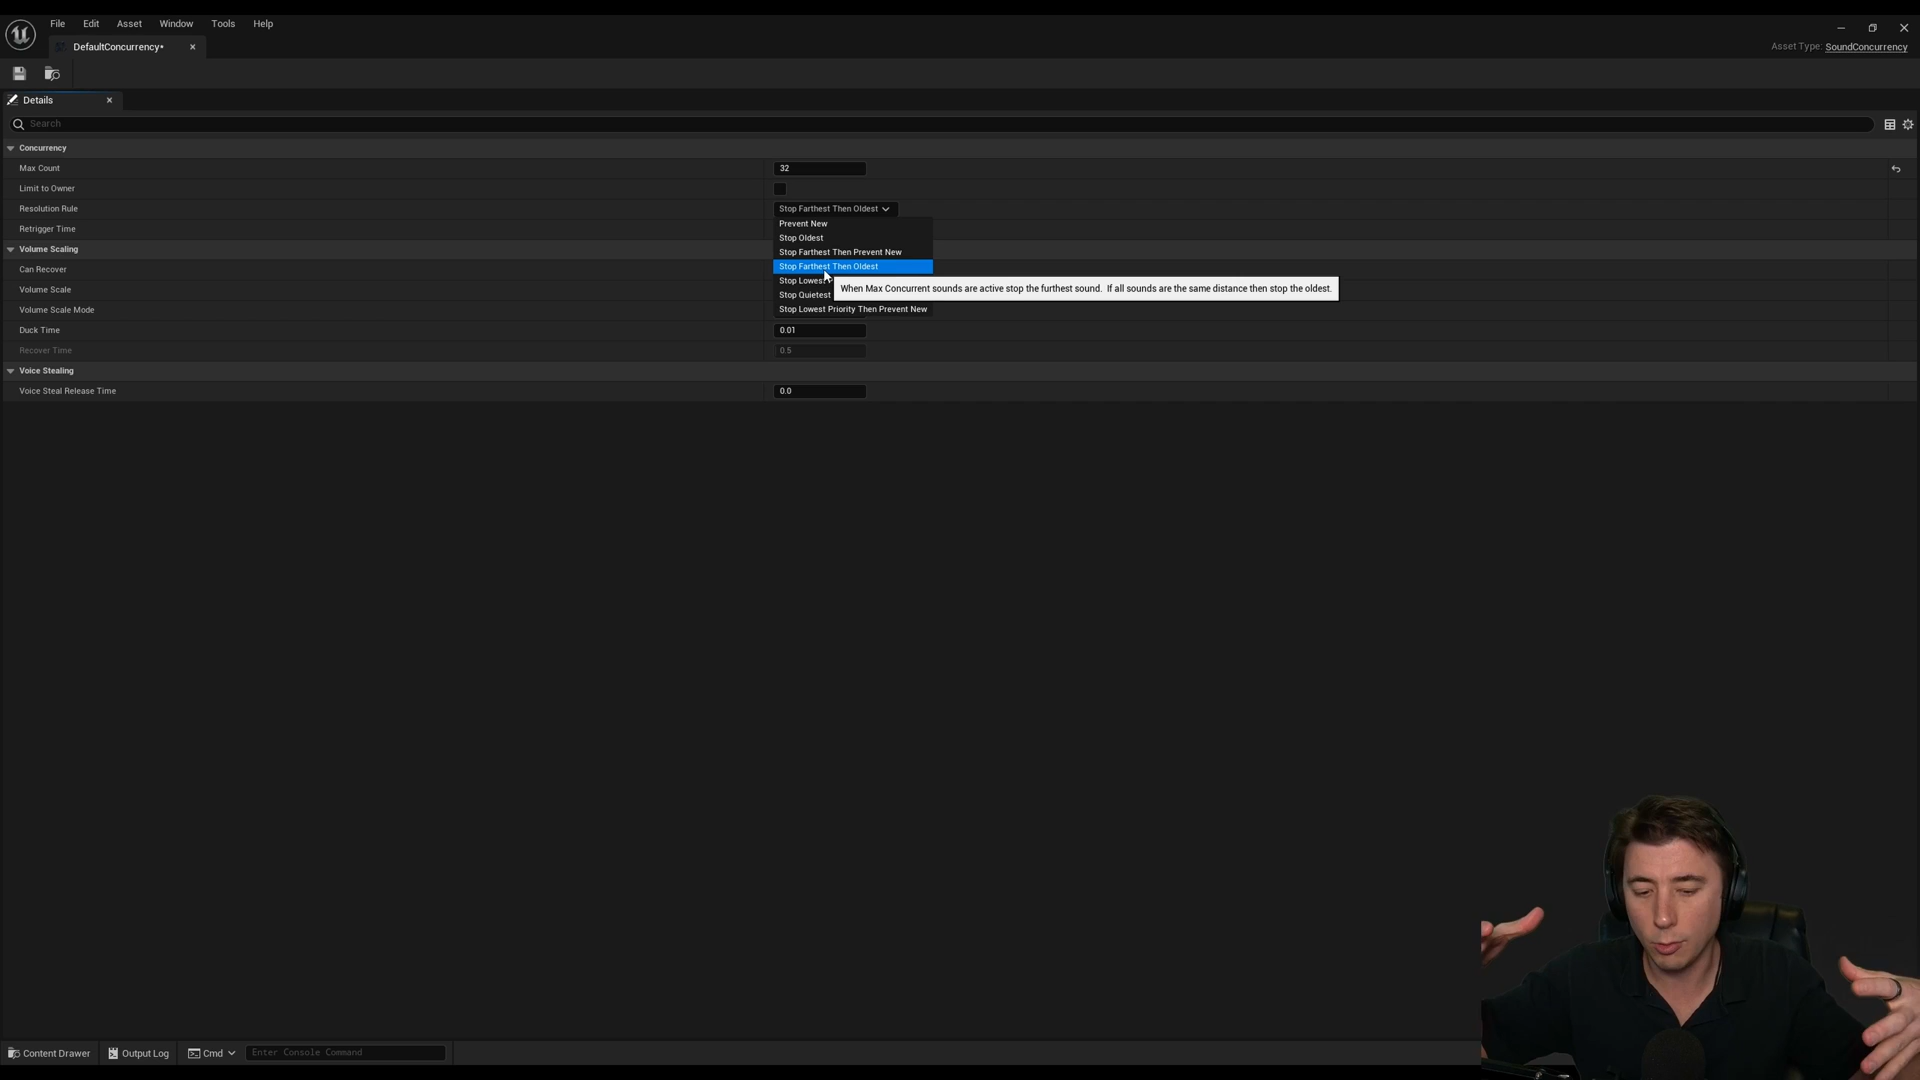 File Edit Asset Window Tools Help
DefaultConcurrency•
Asset Type: SoundConcurrency
Details
Search
Concurrency
Max Count 32
Limit to Owner
Resolution Rule Stop Farthest Then Oldest
Prevent New
Retrigger Time
Stop Oldest
Volume Scaling
Stop Farthest Then Prevent New
Can Recover
Stop Farthest Then Oldest
Stop Lowest
When Max Concurrent sounds are active stop the furthest sound. If all sounds are the same distance then stop the oldest.
Volume Scale
Stop Quietest
Volume Scale Mode
Stop Lowest Priority Then Prevent New
Duck Time 0.01
Recover Time 0.5
Voice Stealing
Voice Steal Release Time 0.0
Content Drawer Output Log Cmd Enter Console Command